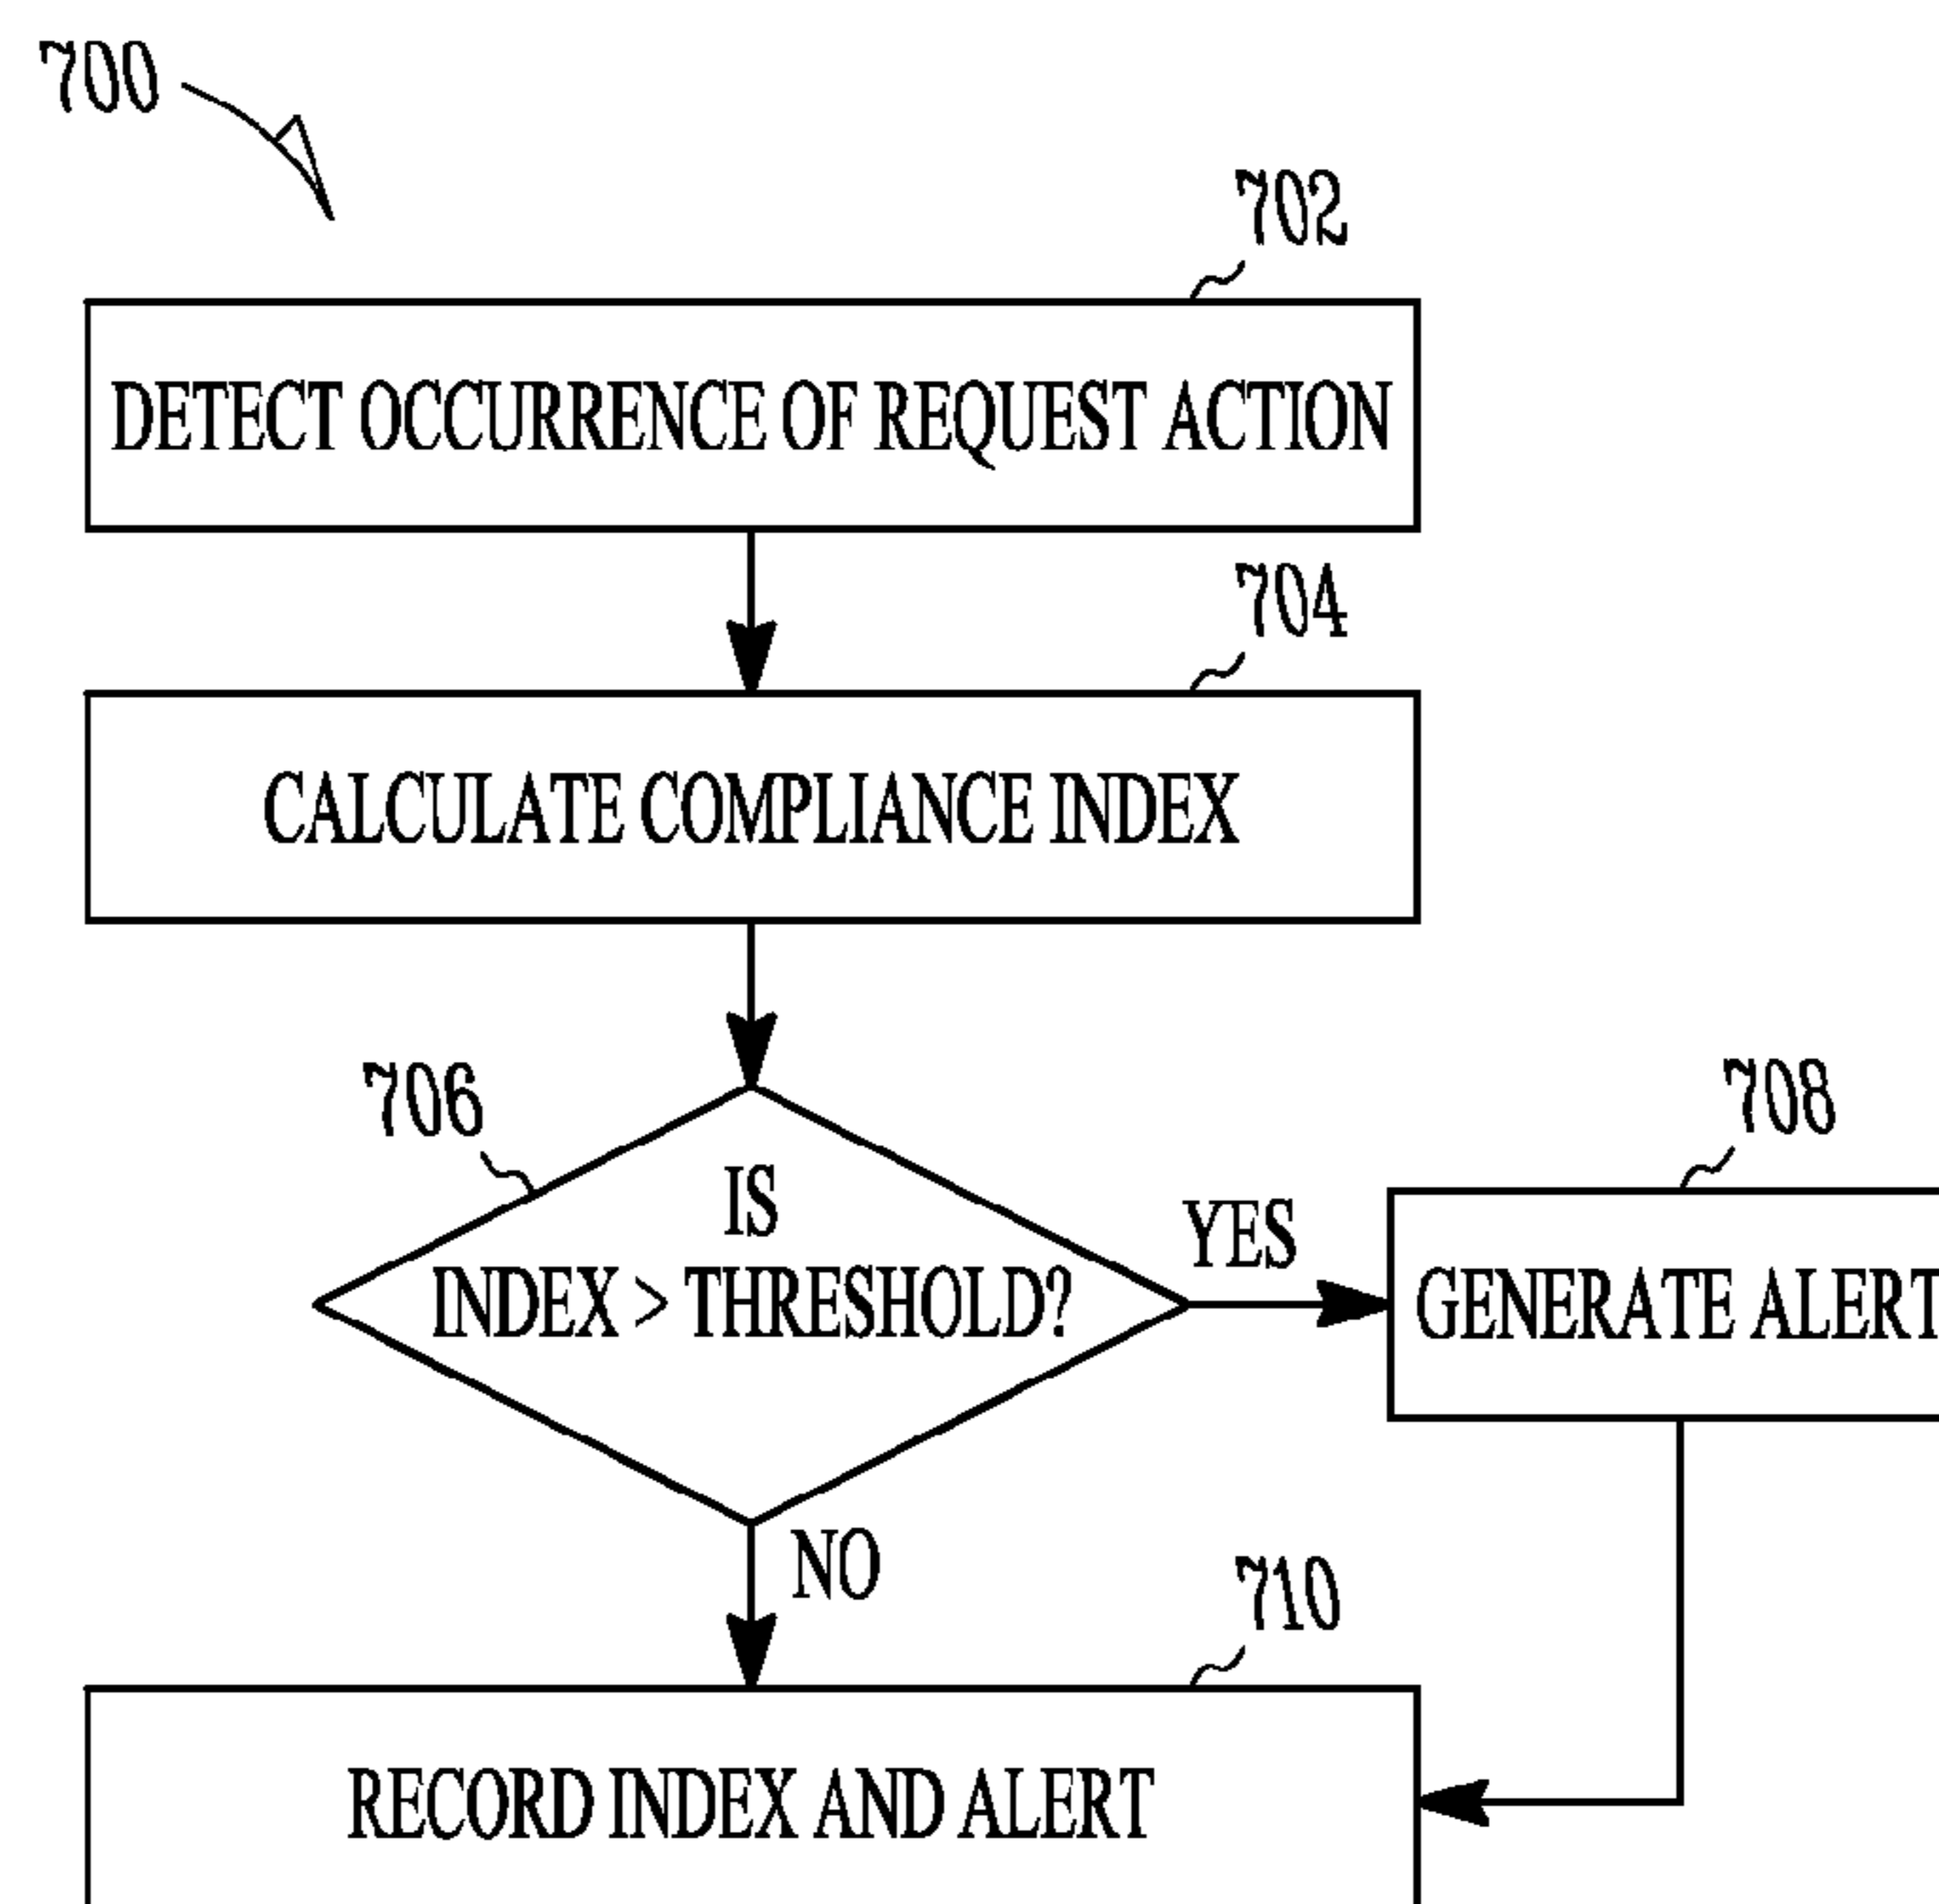 700
702
DETECT OCCURRENCE OF REQUEST ACTION
704
CALCULATE COMPLIANCE INDEX
706
IS
INDEX > THRESHOLD?
YES
708
GENERATE ALERT
NO
710
RECORD INDEX AND ALERT